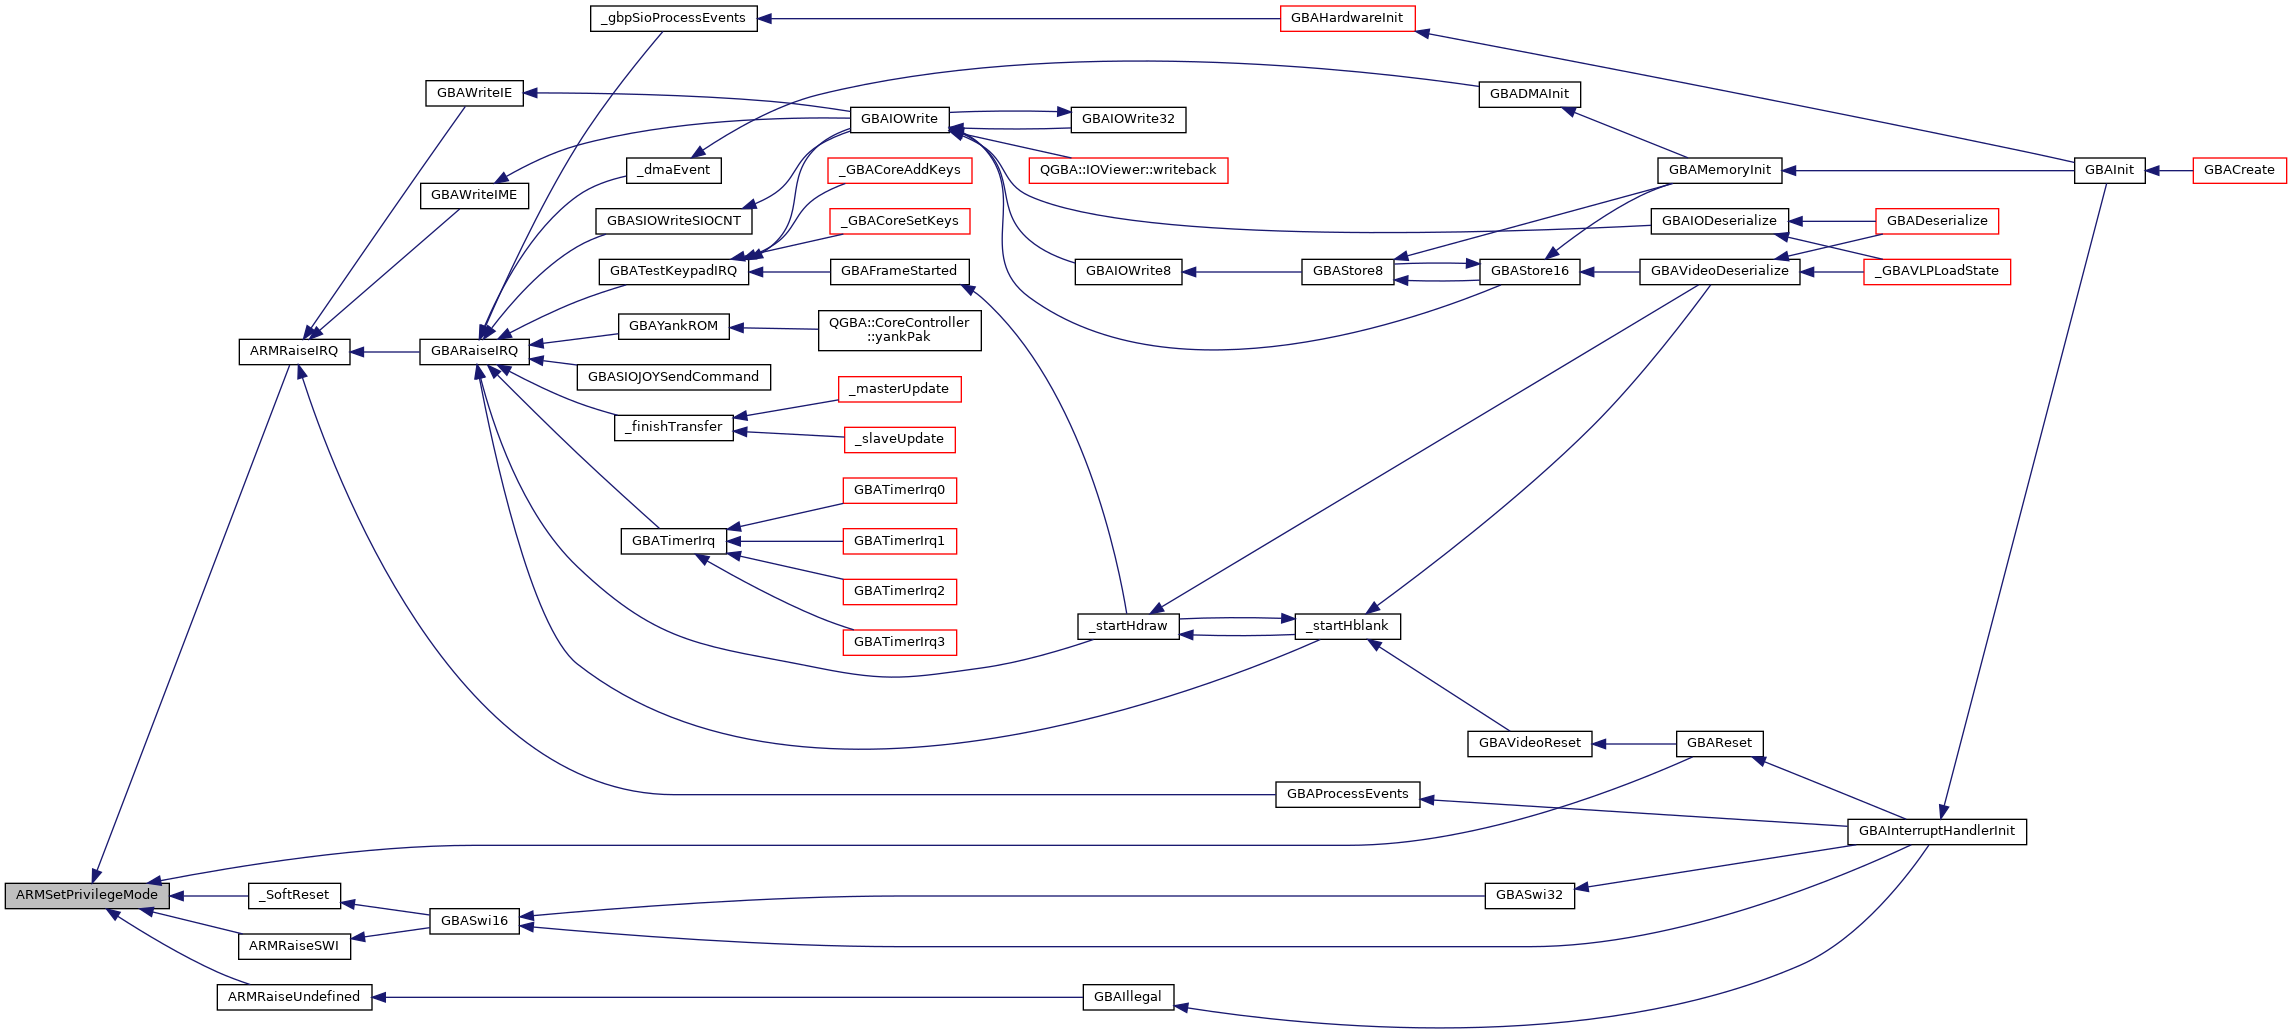 _gbpSioProcessEvents
GBAHardwareInit
GBAWriteIE
GBADMAInit
GBAIOWrite
GBAIOWrite32
_dmaEvent
_GBACoreAddKeys
QGBA::IOViewer::writeback
GBAMemoryInit
GBAInit
GBACreate
GBAWriteIME
GBASIOWriteSIOCNT
_GBACoreSetKeys
GBAIODeserialize
GBADeserialize
GBATestKeypadIRQ
GBAFrameStarted
GBAIOWrite8
GBAStore8
GBAStore16
GBAVideoDeserialize
_GBAVLPLoadState
GBAYankROM
QGBA::CoreController
::yankPak
ARMRaiseIRQ
GBARaiseIRQ
GBASIOJOYSendCommand
_masterUpdate
_finishTransfer
_slaveUpdate
GBATimerIrq0
GBATimerIrq
GBATimerIrq1
GBATimerIrq2
GBATimerIrq3
_startHdraw
_startHblank
GBAVideoReset
GBAReset
GBAProcessEvents
GBAInterruptHandlerInit
ARMSetPrivilegeMode
_SoftReset
GBASwi32
GBASwi16
ARMRaiseSWI
ARMRaiseUndefined
GBAIllegal